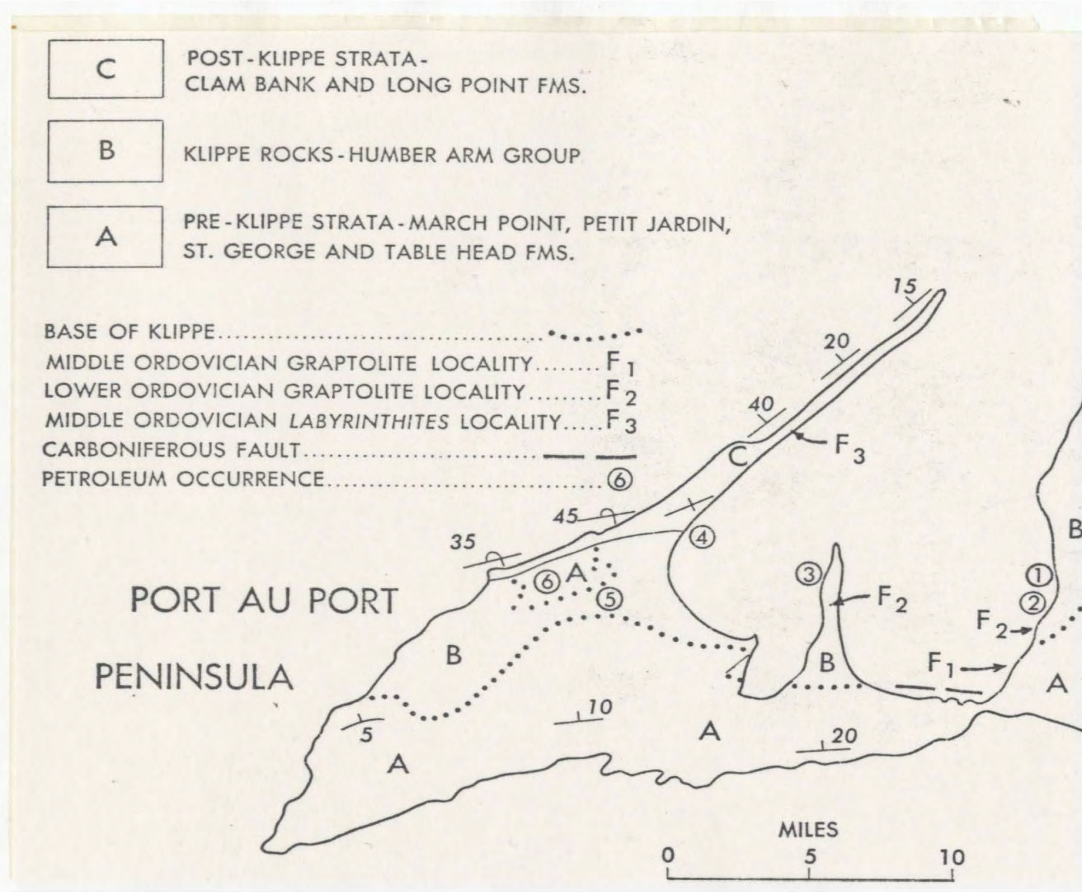 C
POST-KLIPPE STRATA-
CLAM BANK AND LONG POINT FMS.
B
KLIPPE ROCKS-HUMBER ARM GROUP
A
PRE-KLIPPE STRATA-MARCH POINT, PETIT JARDIN,
ST. GEORGE AND TABLE HEAD FMS.
BASE OF KLIPPE
MIDDLE ORDOVICIAN GRAPTOLITE LOCALITY........F1
LOWER ORDOVICIAN GRAPTOLITE LOCALITY.........F2
MIDDLE ORDOVICIAN LABYRINTHITES LOCALITY.....F3
CARBONIFEROUS FAULT
PETROLEUM OCCURRENCE ⑥
15
20
40
C
F3
45
35
④
B
⑥
A
③
①
⑤
②
PORT AU PORT
F2
F2
PENINSULA
B
B
F1
A
10
5
A
20
A
MILES
0 5 10